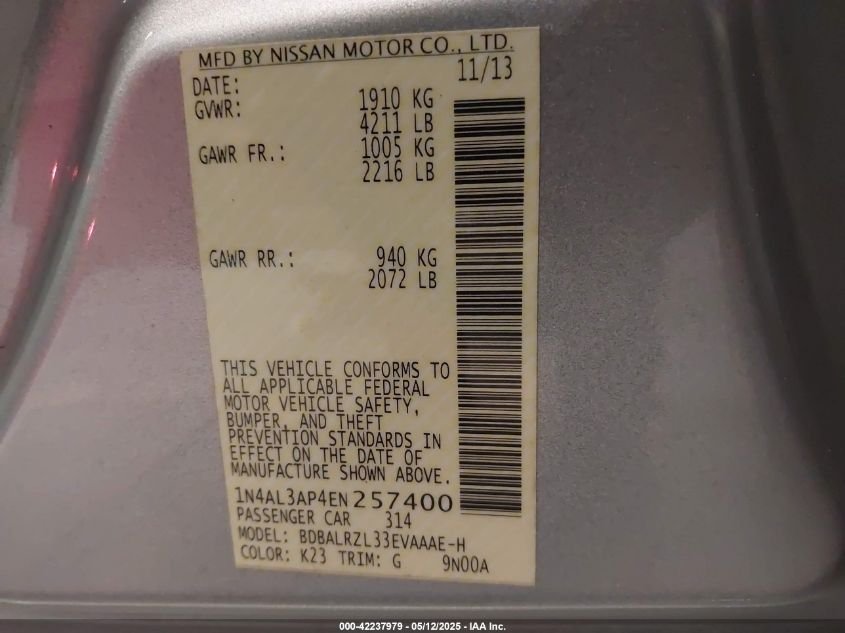 MFD BY NISSAN MOTOR CO., LTD.
DATE: 11/13
GVWR: 1910 KG
4211 LB
GAWR FR.: 1005 KG
2216 LB
GAWR RR.: 940 KG
2072 LB
THIS VEHICLE CONFORMS TO
ALL APPLICABLE FEDERAL
MOTOR VEHICLE SAFETY,
BUMPER, AND THEFT
PREVENTION STANDARDS IN
EFFECT ON THE DATE OF
MANUFACTURE SHOWN ABOVE.
1N4AL3AP4EN257400
PASSENGER CAR 314
MODEL: BDBALRZL33EVAAAE-H
COLOR: K23 TRIM: G 9N00A
000-42237979 - 05/12/2025 - IAA Inc.